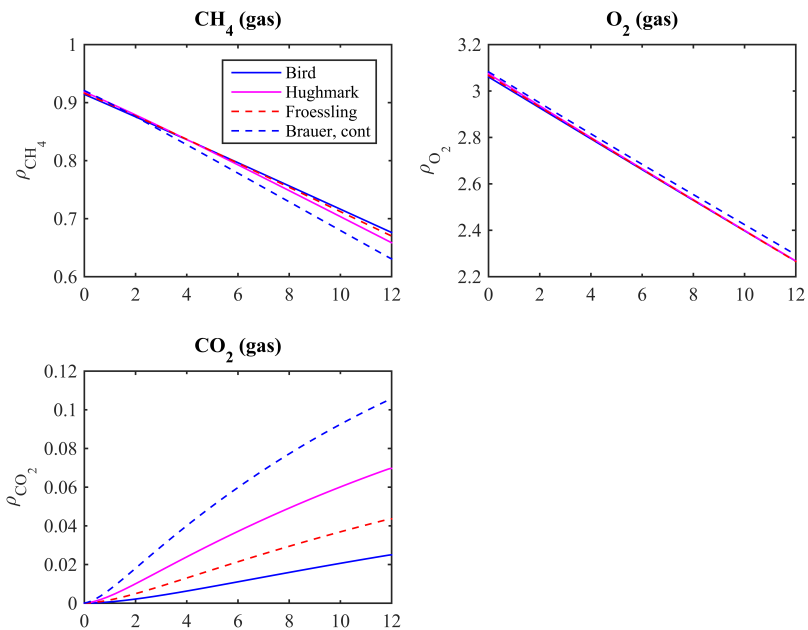 CH4 (gas)
1
0.9
0.8
0.7
0.6
ρCH4
0 2 4 6 8 10 12
Bird
Hughmark
Froessling
Brauer, cont
O2 (gas)
3.2
3
2.8
2.6
2.4
2.2
ρO2
0 2 4 6 8 10 12
CO2 (gas)
0.12
0.1
0.08
0.06
0.04
0.02
0
ρCO2
0 2 4 6 8 10 12